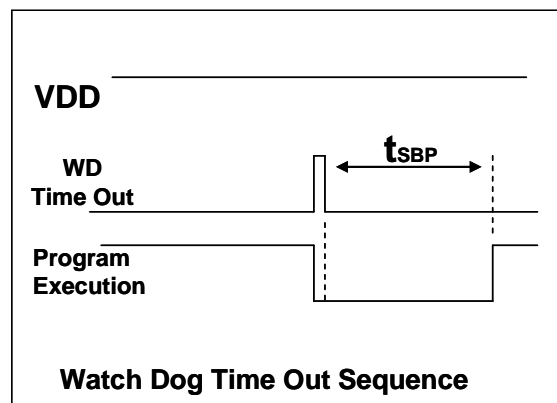 VDD
tSBP
WD
Time Out
Program
Execution
Watch Dog Time Out Sequence